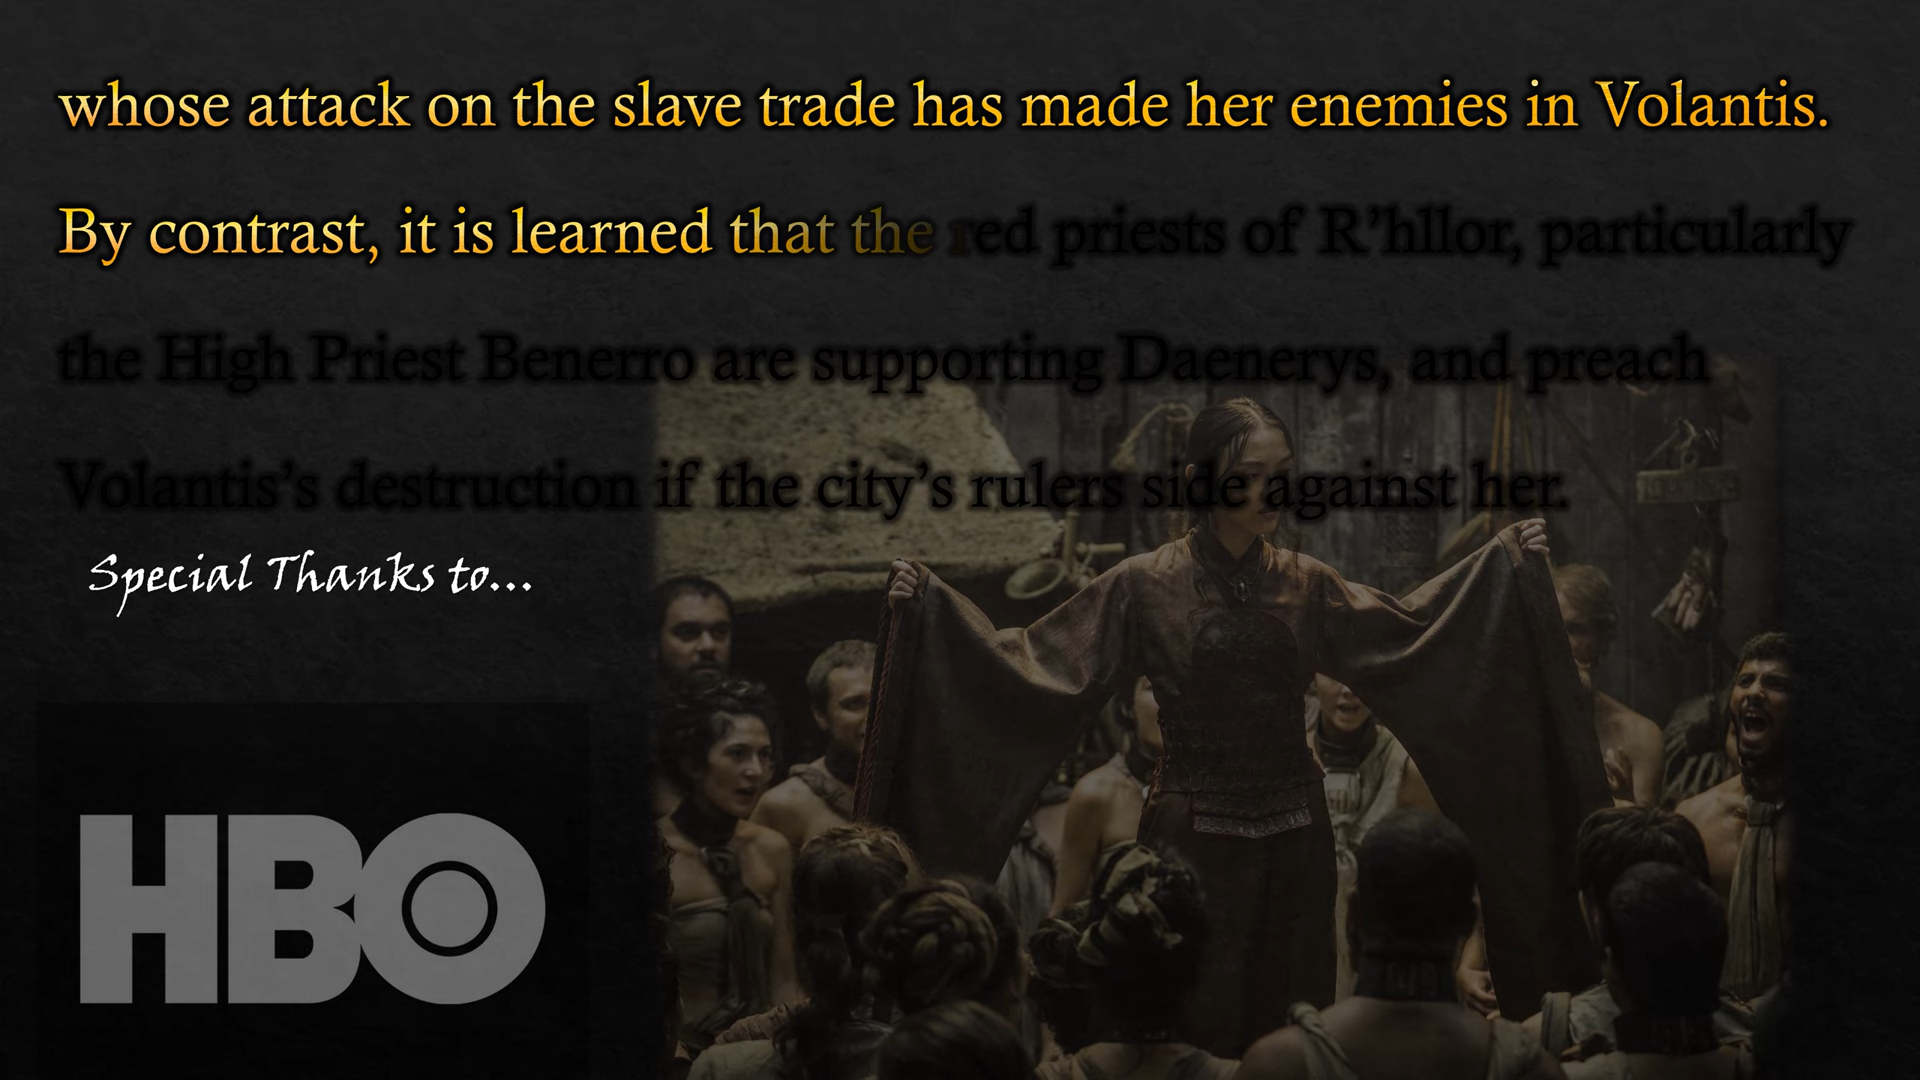 whose attack on the slave trade has made her enemies in Volantis.
By contrast, it is learned that the red priests of R’hllor, particularly
the High Priest Benerro are supporting Daenerys, and preach
Volantis’s destruction if the city’s rulers side against her.
Special Thanks to...
HBO